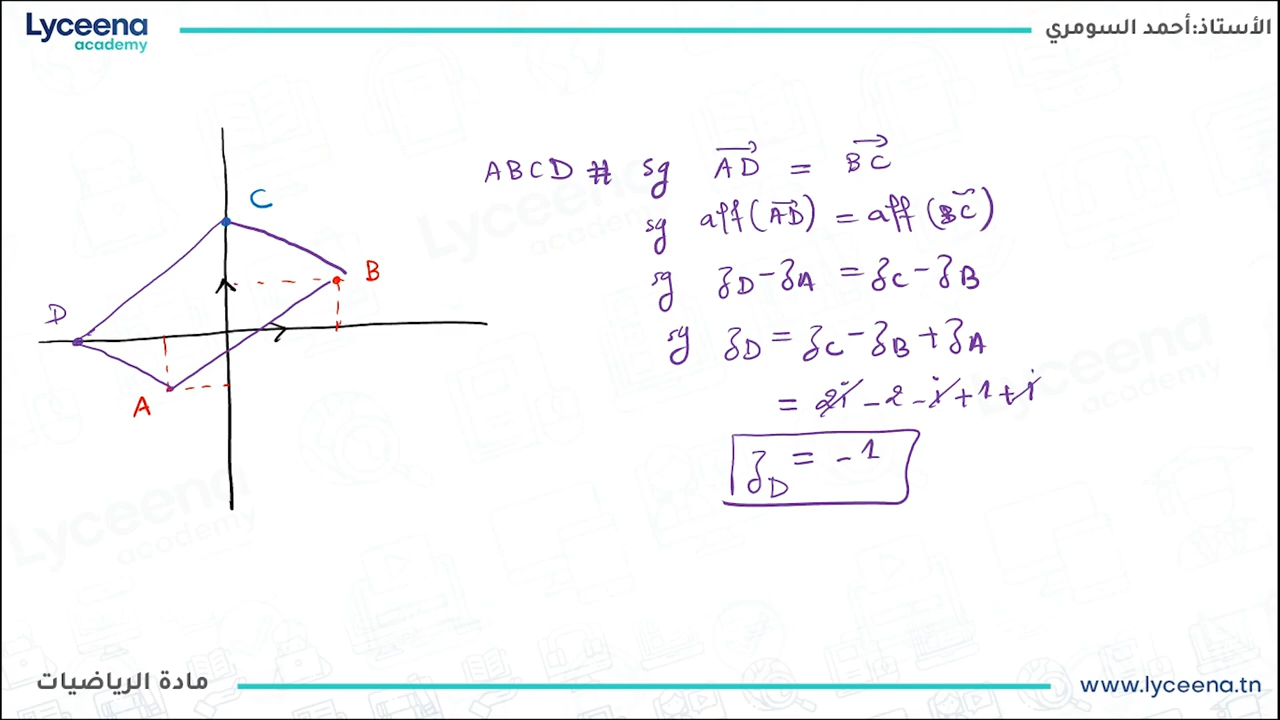 Lyceena
academy
الأستاذ:أحمد السومري
C
B
D
A
ABCD # sg AD = BC
sg aff(AD) = aff(BC)
sg zD - zA = zC - zB
sg zD = zC - zB + zA
= 2i - 2 - i + 1 + i
zD = -1
مادة الرياضيات
www.lyceena.tn